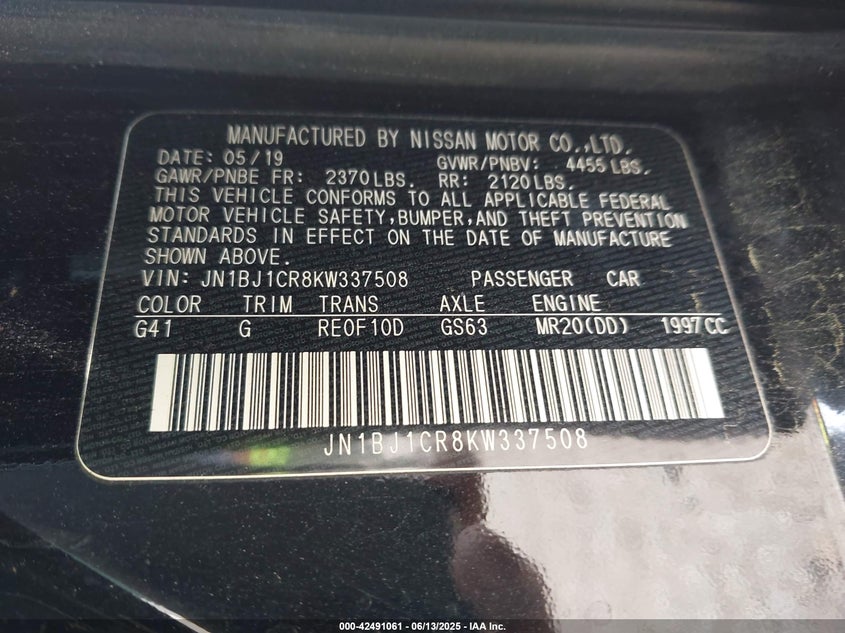 MANUFACTURED BY NISSAN MOTOR CO.,LTD.
DATE: 05/19 GVWR/PNBV: 4455 LBS.
GAWR/PNBE FR: 2370 LBS. RR: 2120 LBS.
THIS VEHICLE CONFORMS TO ALL APPLICABLE FEDERAL
MOTOR VEHICLE SAFETY, BUMPER, AND THEFT PREVENTION
STANDARDS IN EFFECT ON THE DATE OF MANUFACTURE
SHOWN ABOVE.
VIN: JN1BJ1CR8KW337508 PASSENGER CAR
COLOR TRIM TRANS AXLE ENGINE
G41 G RE0F10D GS63 MR20(DD) 1997CC
JN1BJ1CR8KW337508
000-42491061 - 06/13/2025 - IAA Inc.